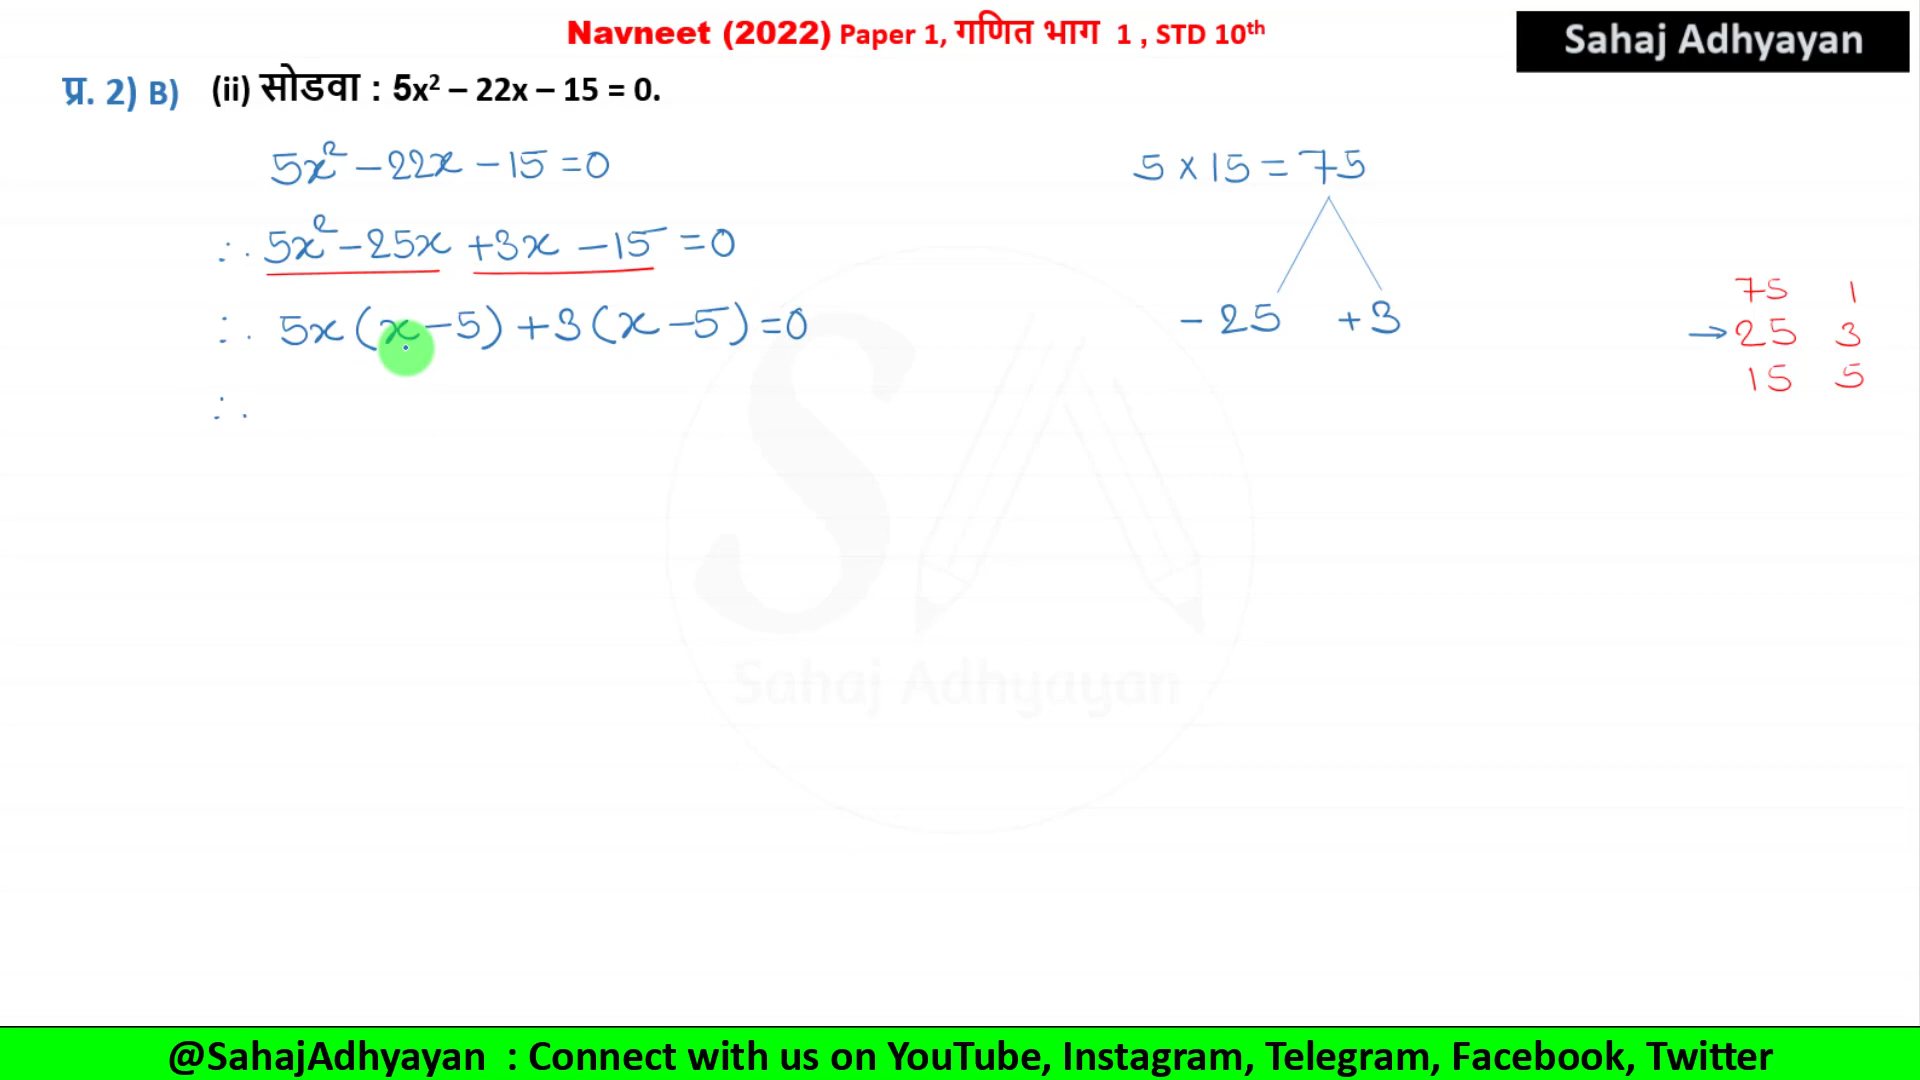 Navneet (2022) Paper 1, गणित भाग 1 , STD 10th
Sahaj Adhyayan
प्र. 2) B) (ii) सोडवा : 5x² – 22x – 15 = 0.
5x² – 22x – 15 = 0
5 × 15 = 75
∴ 5x² – 25x + 3x – 15 = 0
– 25 + 3
75 1
→ 25 3
15 5
∴ 5x (x – 5) + 3 (x – 5) = 0
∴
SA
Sahaj Adhyayan
@SahajAdhyayan : Connect with us on YouTube, Instagram, Telegram, Facebook, Twitter